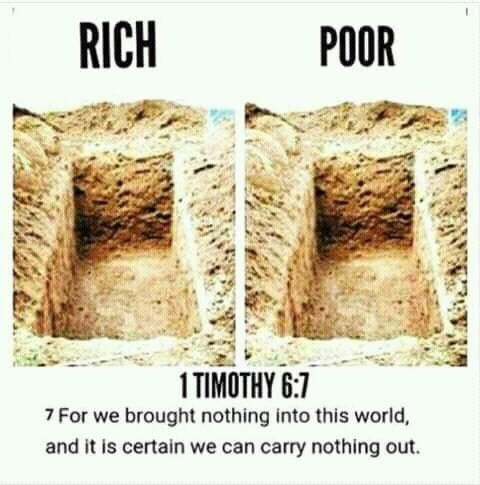 RICH
POOR
1 TIMOTHY 6:7
7 For we brought nothing into this world,
and it is certain we can carry nothing out.